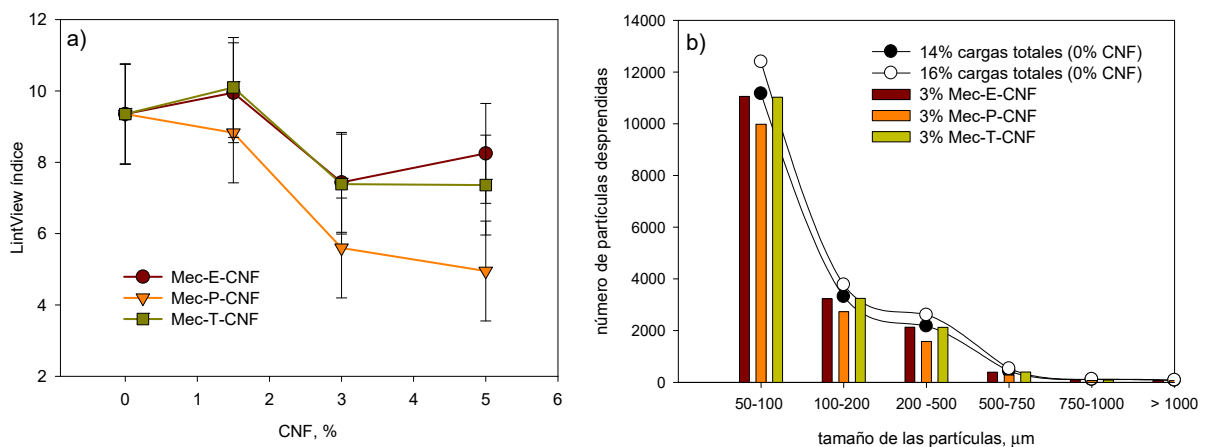 a)
LintView índice
12
10
8
6
4
2
Mec-E-CNF
Mec-P-CNF
Mec-T-CNF
0 1 2 3 4 5 6
CNF, %
b)
número de partículas desprendidas
14000
12000
10000
8000
6000
4000
2000
0
14% cargas totales (0% CNF)
16% cargas totales (0% CNF)
3% Mec-E-CNF
3% Mec-P-CNF
3% Mec-T-CNF
50-100 100-200 200 -500 500-750 750-1000 > 1000
tamaño de las partículas, μm